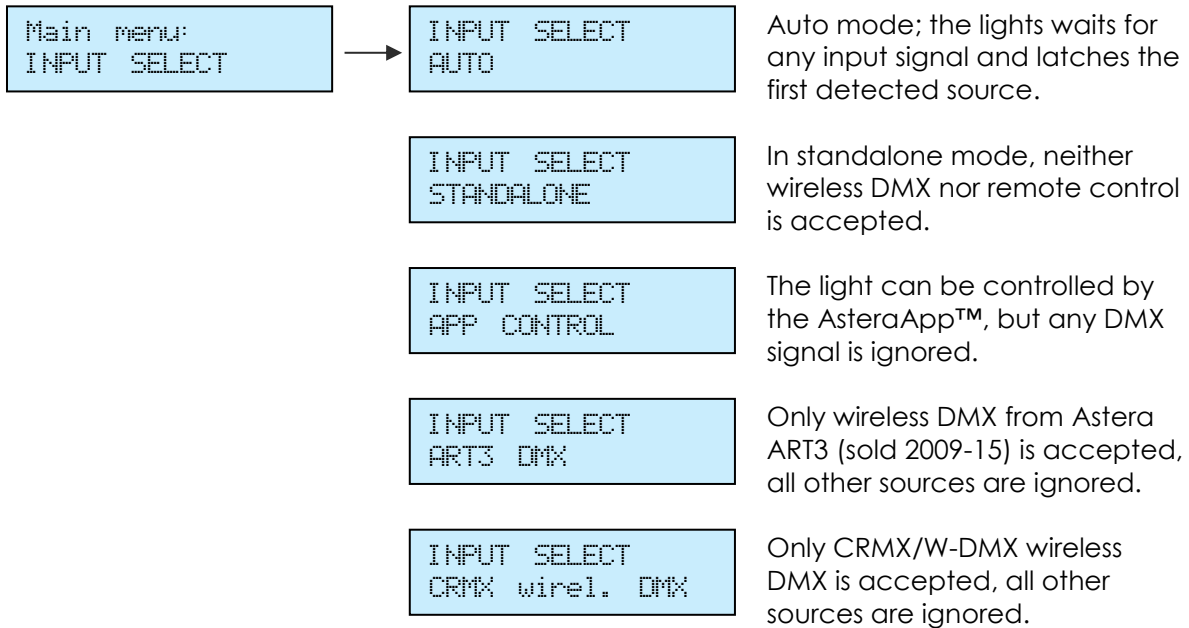 Main menu:
INPUT SELECT
INPUT SELECT
AUTO
Auto mode; the lights waits for
any input signal and latches the
first detected source.
INPUT SELECT
STANDALONE
In standalone mode, neither
wireless DMX nor remote control
is accepted.
INPUT SELECT
APP CONTROL
The light can be controlled by
the AsteraApp™, but any DMX
signal is ignored.
INPUT SELECT
ART3 DMX
Only wireless DMX from Astera
ART3 (sold 2009-15) is accepted,
all other sources are ignored.
INPUT SELECT
CRMX wirel. DMX
Only CRMX/W-DMX wireless
DMX is accepted, all other
sources are ignored.